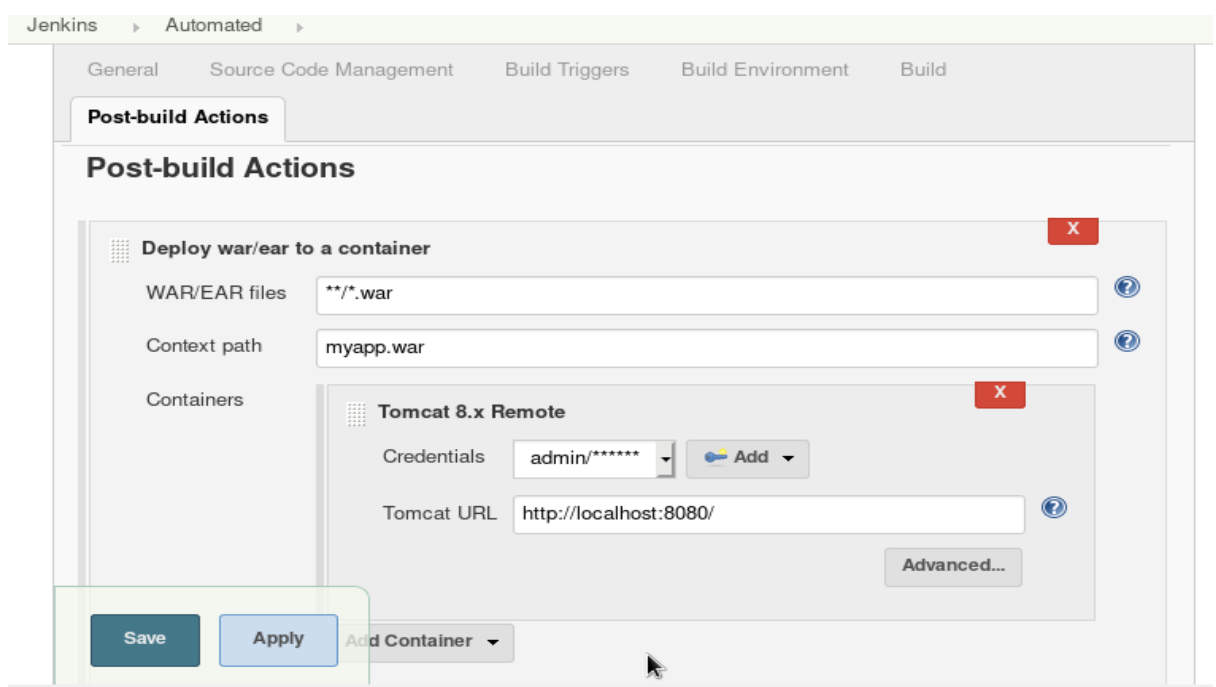 Jenkins Automated
General Source Code Management Build Triggers Build Environment Build
Post-build Actions
Post-build Actions
X
Deploy war/ear to a container
WAR/EAR files **/*.war ?
Context path myapp.war ?
Containers
X
Tomcat 8.x Remote
Credentials admin/****** Add
Tomcat URL http://localhost:8080/ ?
Advanced...
Save Apply Add Container